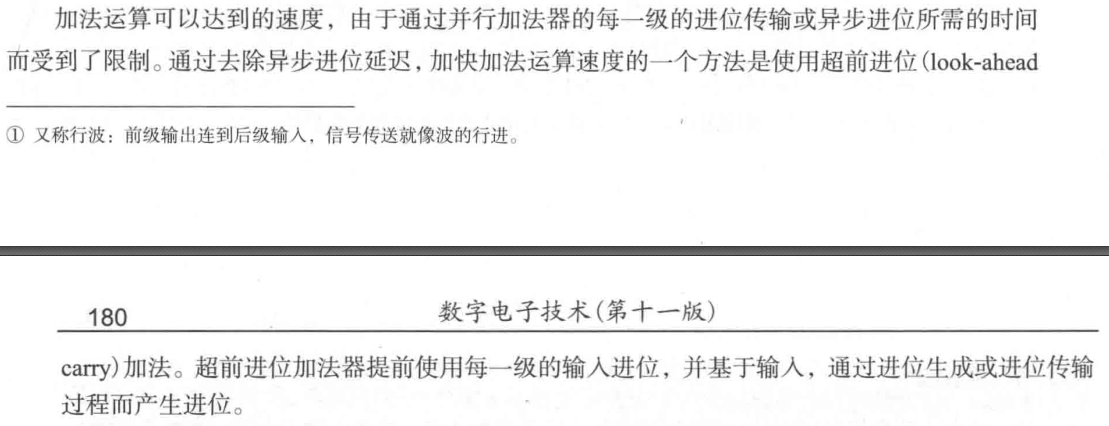 加法运算可以达到的速度，由于通过并行加法器的每一级的进位传输或异步进位所需的时间
而受到了限制。通过去除异步进位延迟，加快加法运算速度的一个方法是使用超前进位(look-ahead
① 又称行波：前级输出连到后级输入，信号传送就像波的行进。
180 数字电子技术(第十一版)
carry)加法。超前进位加法器提前使用每一级的输入进位，并基于输入，通过进位生成或进位传输
过程而产生进位。